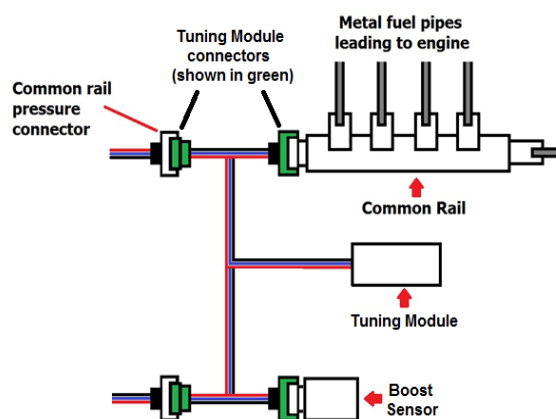 Metal fuel pipes
leading to engine
Tuning Module
connectors
(shown in green)
Common rail
pressure
connector
Common Rail
Tuning Module
Boost
Sensor